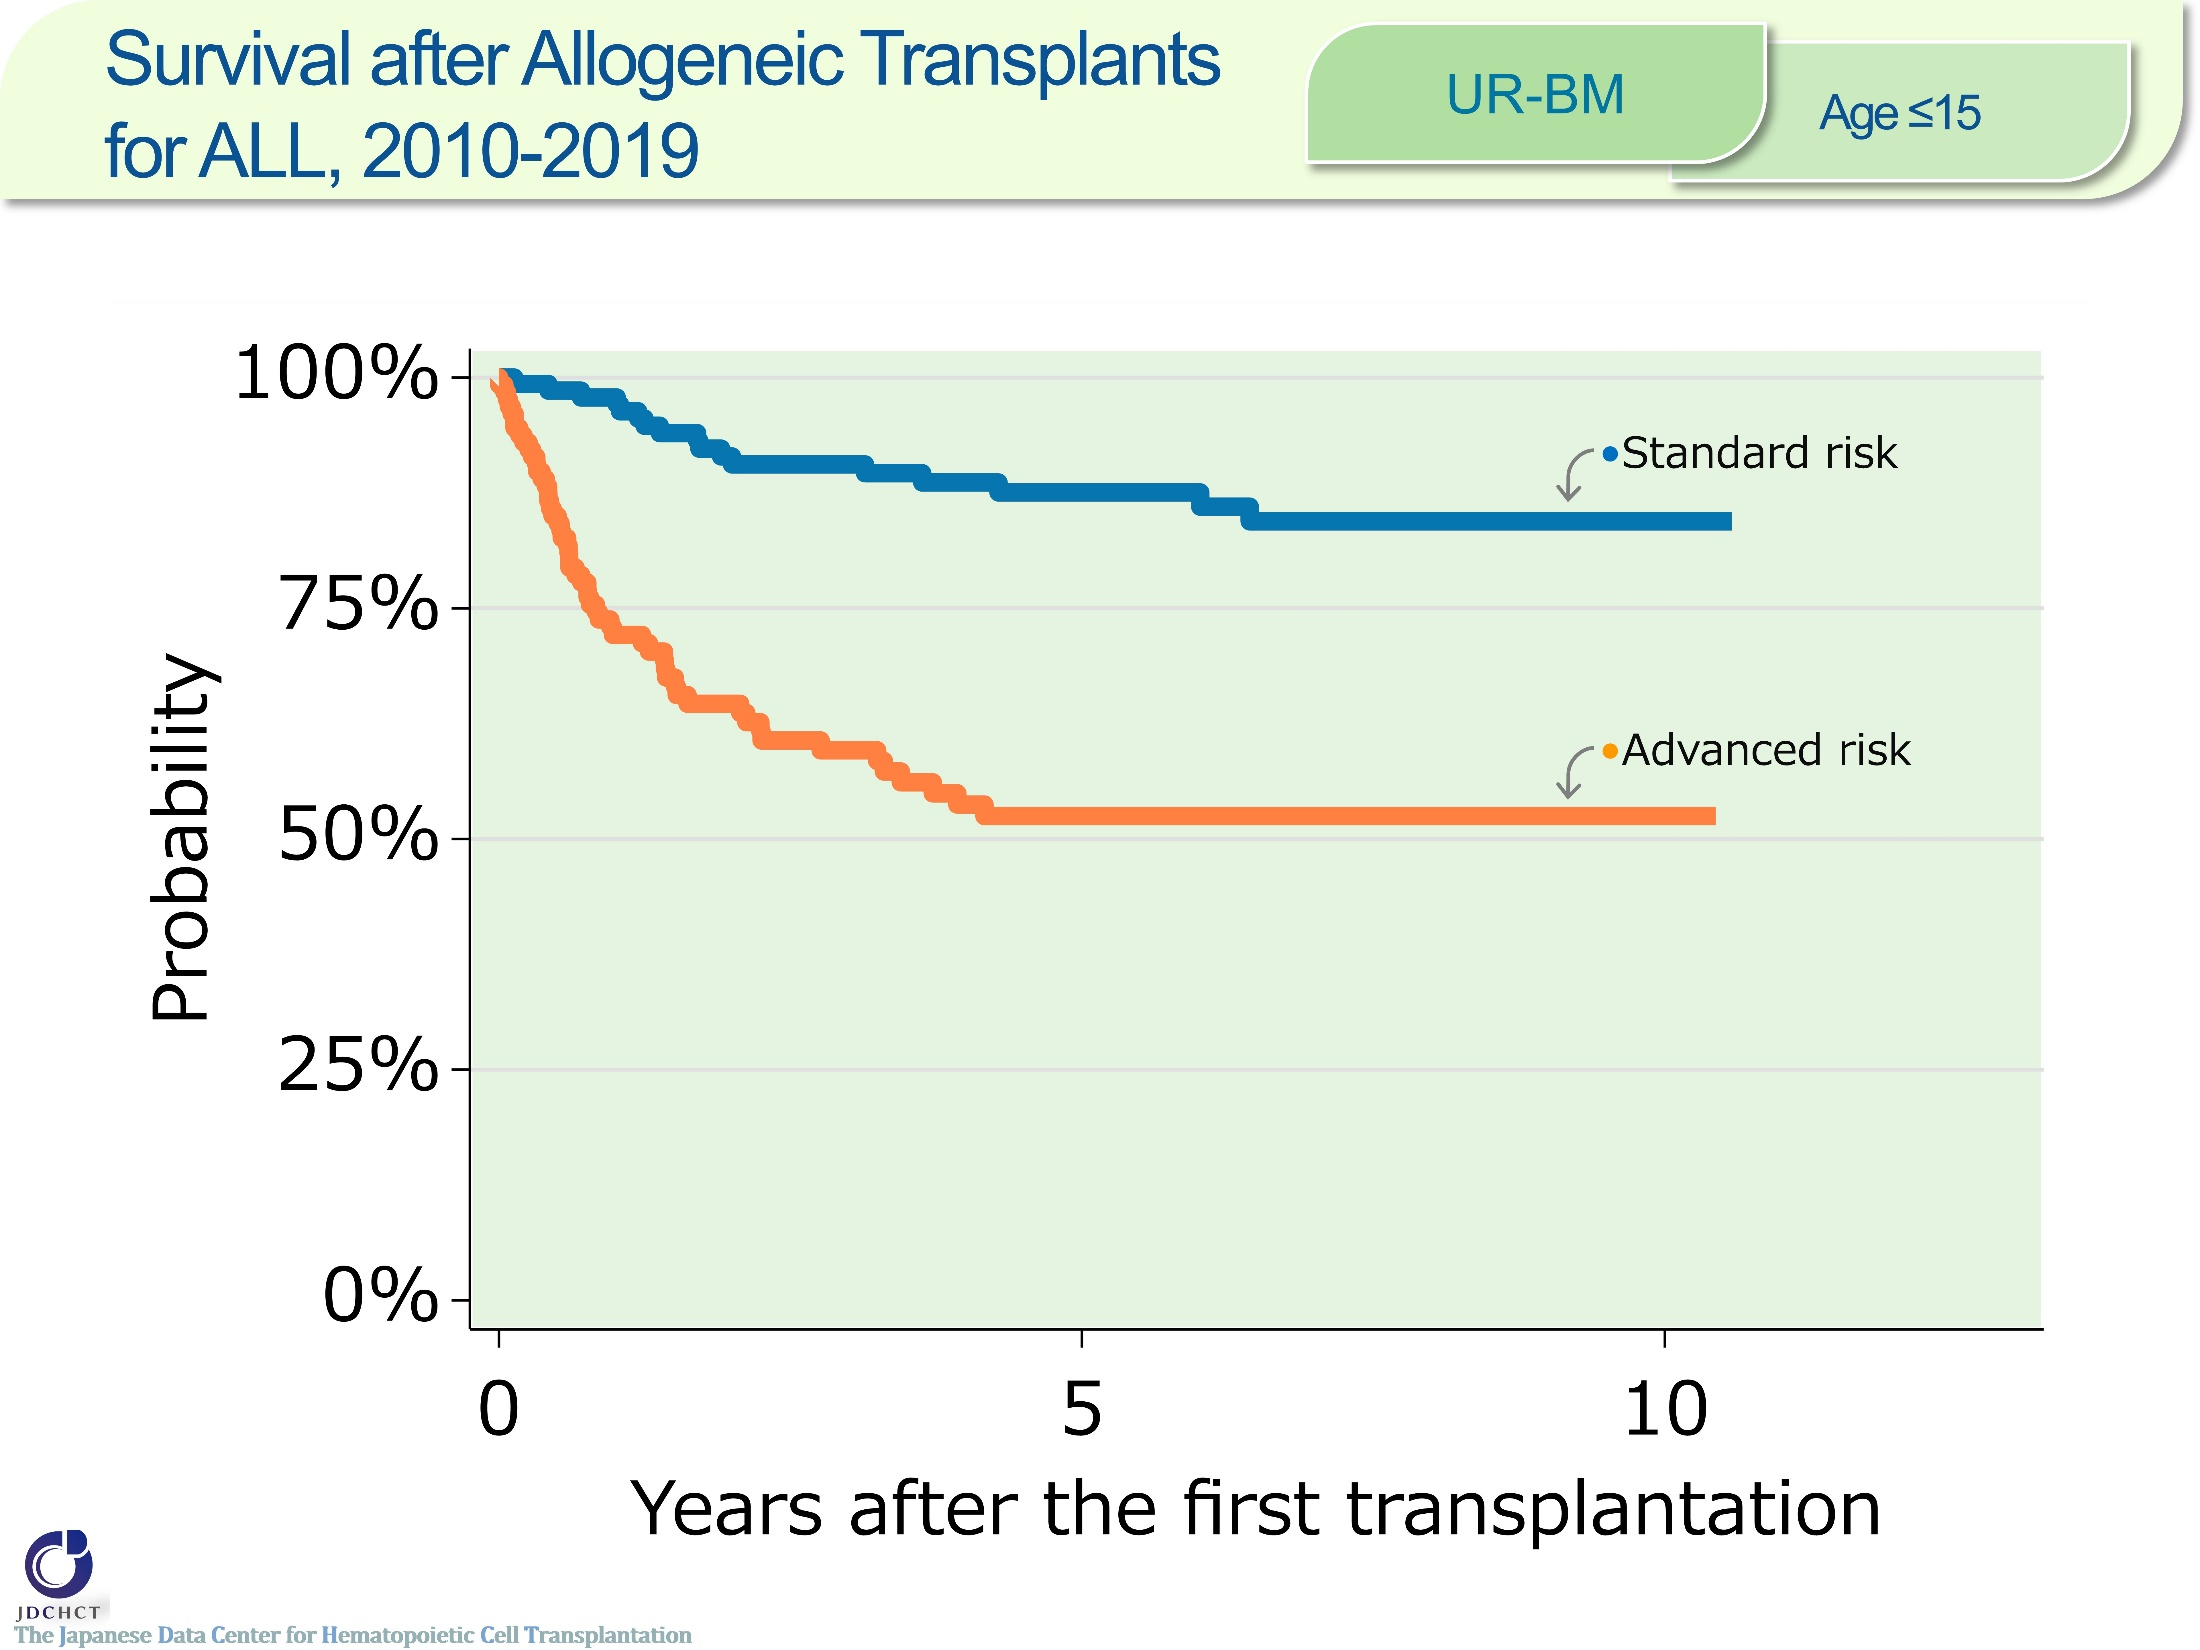 Survival after Allogeneic Transplants
for ALL, 2010-2019
UR-BM
Age ≤15
100%
75%
50%
25%
0%
Probability
•Standard risk
•Advanced risk
0
5
10
Years after the first transplantation
JDCHCT
The Japanese Data Center for Hematopoietic Cell Transplantation